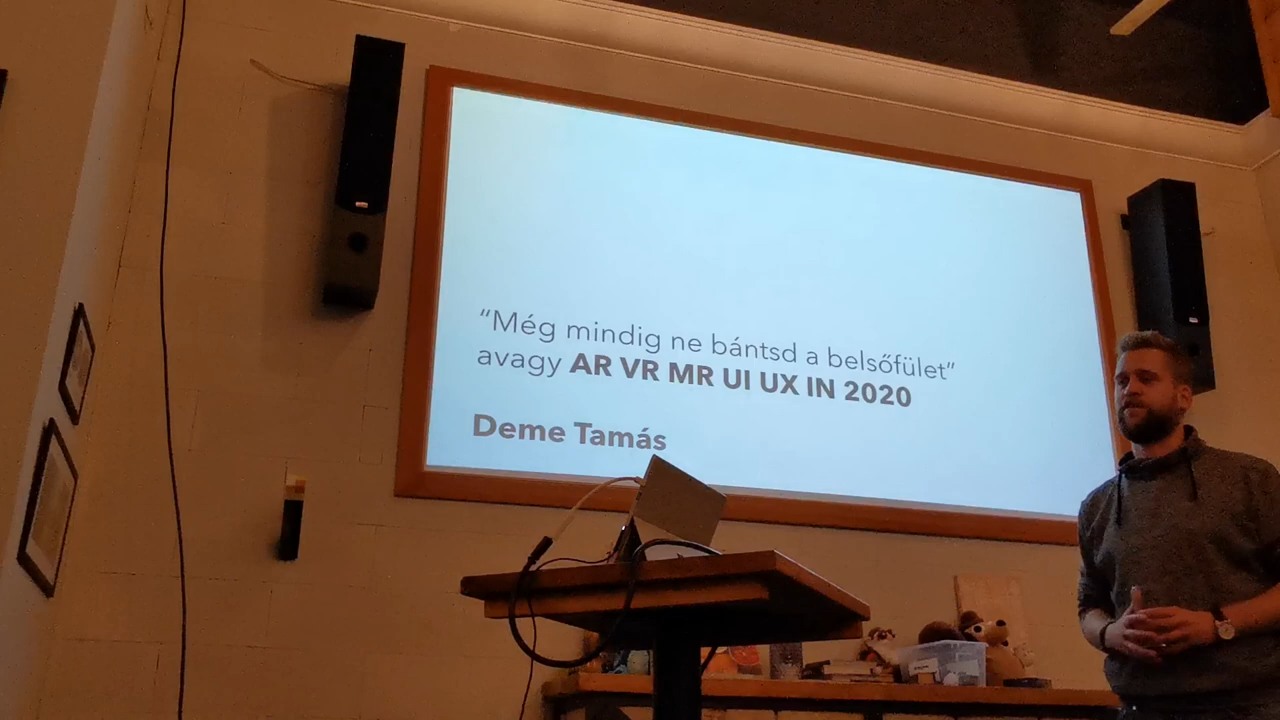 “Még mindig ne bántsd a belsőfület”
avagy AR VR MR UI UX IN 2020
Deme Tamás